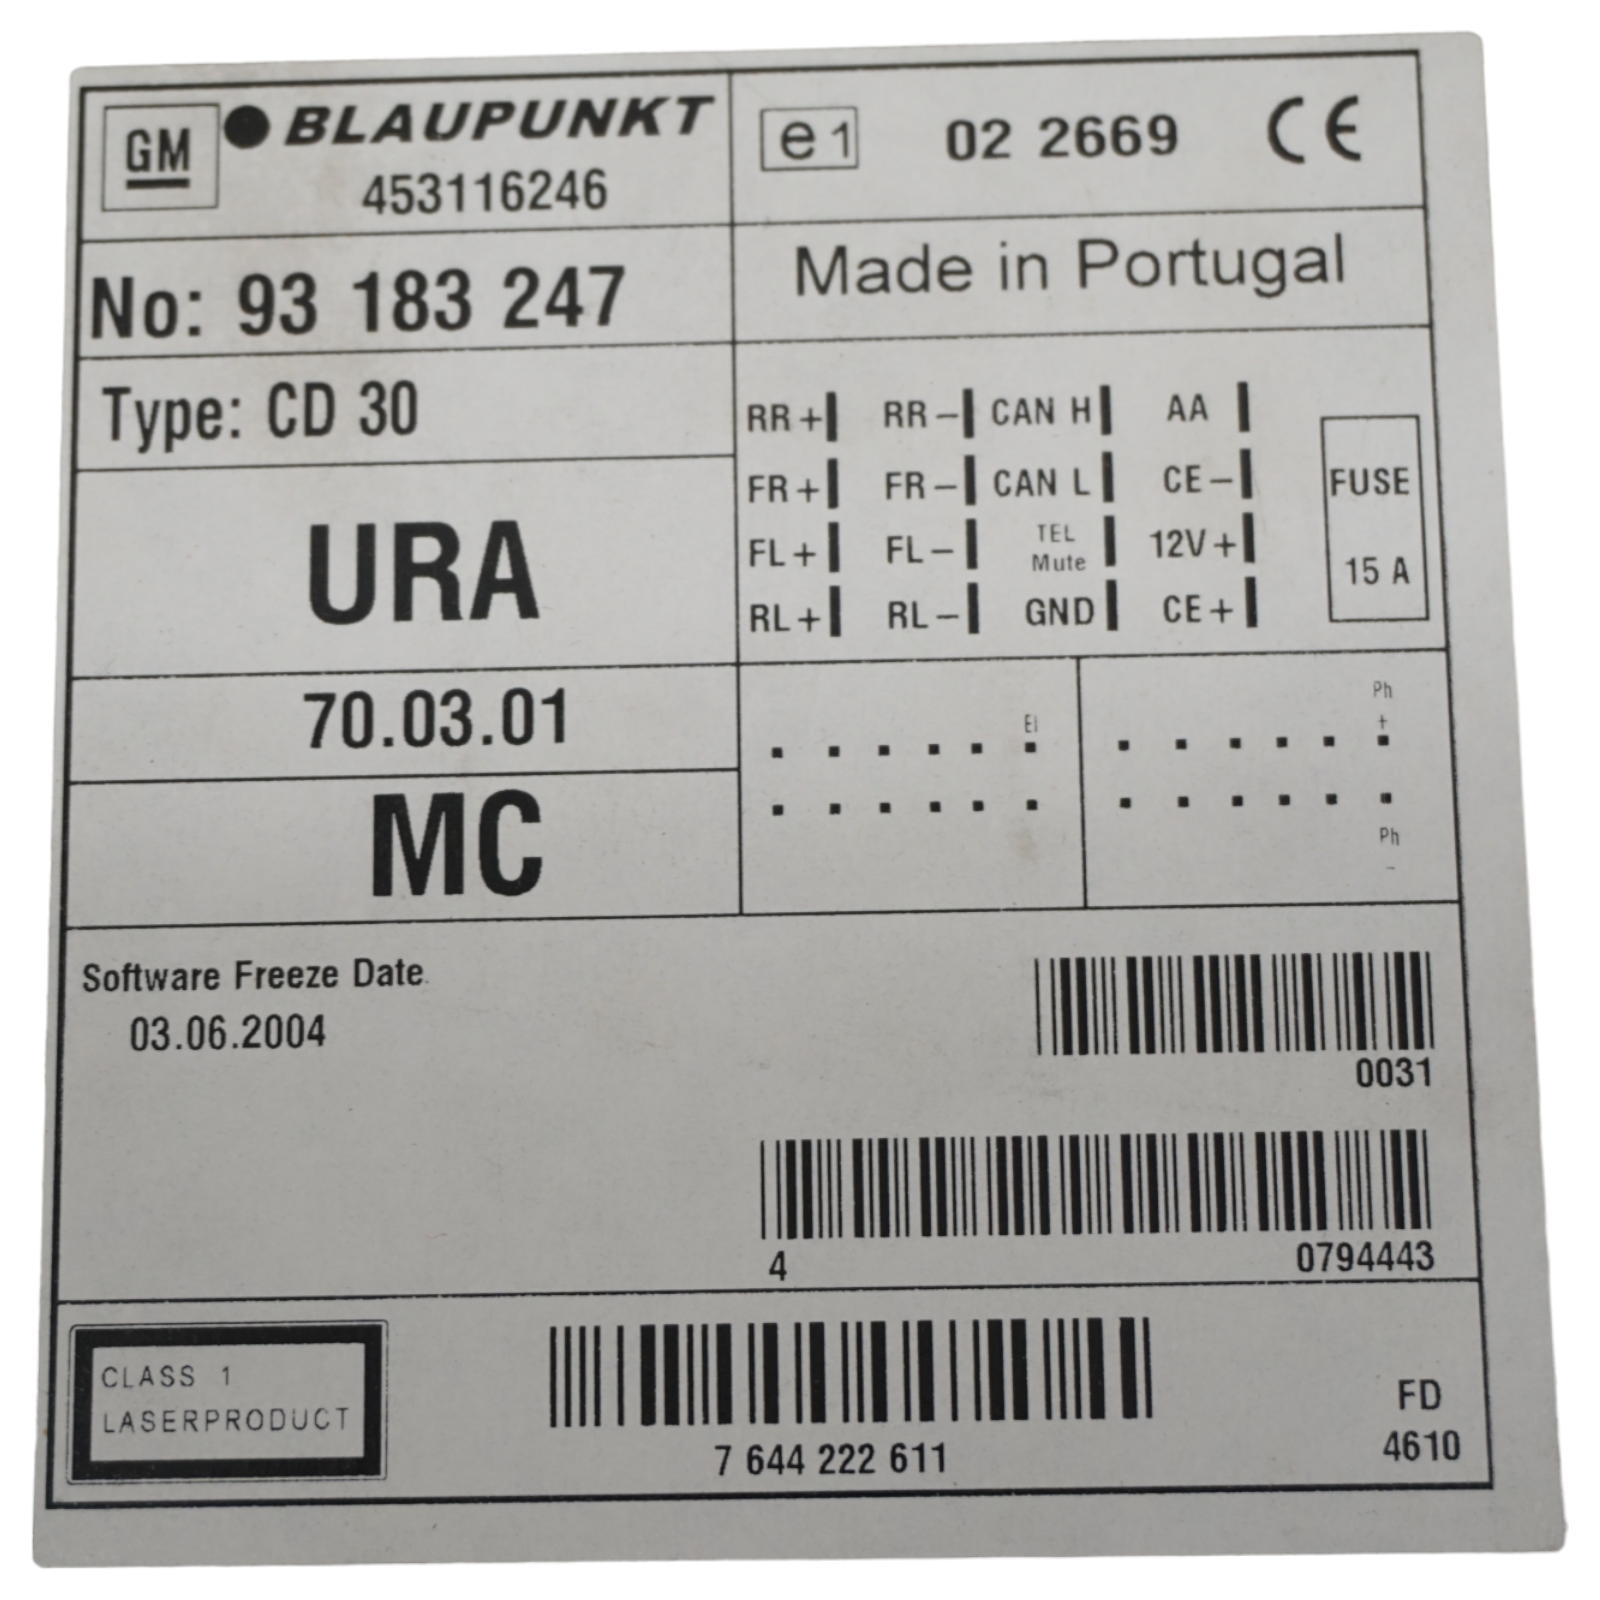 GM BLAUPUNKT
453116246
e1 02 2669 CE
No: 93 183 247
Made in Portugal
Type: CD 30
URA
70.03.01
MC
RR + RR − CAN H AA
FR + FR − CAN L CE −
FL + FL − TEL Mute 12V +
RL + RL − GND CE +
FUSE
15 A
El
Ph
+
Ph
−
Software Freeze Date
03.06.2004
0031
4 0794443
CLASS 1
LASERPRODUCT
7 644 222 611
FD
4610